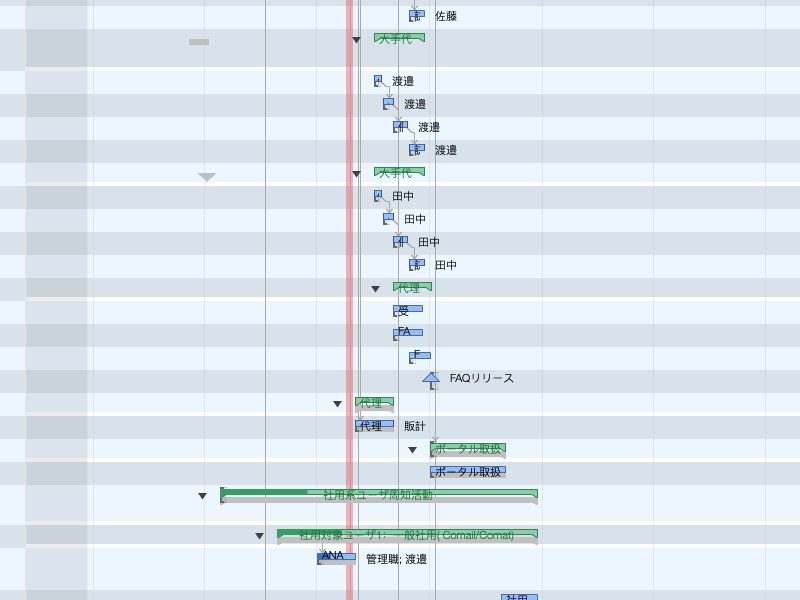 佐藤
大手代
渡邉
渡邉
渡邉
渡邉
大手代
田中
田中
田中
田中
代理
受
FA
F
FAQリリース
代理
代理 販計
ポータル取扱
ポータル取扱
社用系ユーザ周知活動
社用対象ユーザ1: 一般社用( Comail/Comat)
ANA 管理職; 渡邉
社用